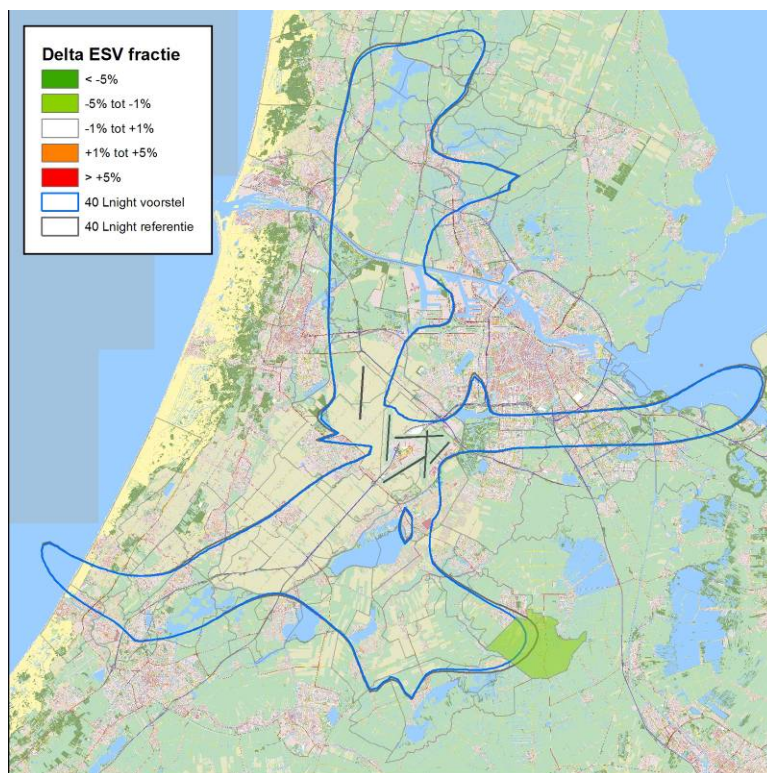 Delta ESV fractie
< -5%
-5% tot -1%
-1% tot +1%
+1% tot +5%
> +5%
40 Lnight voorstel
40 Lnight referentie